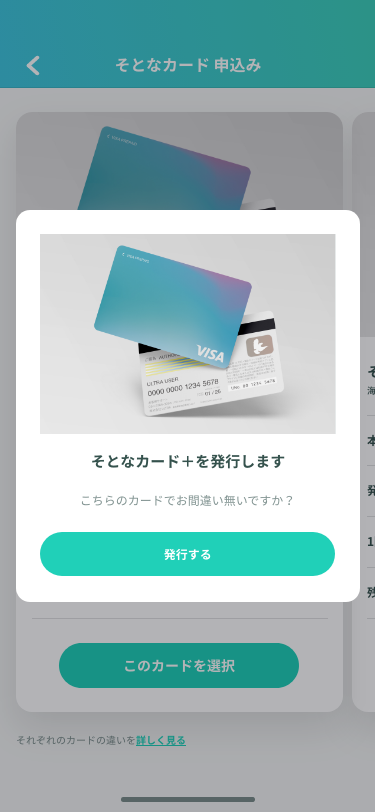 そとなカード 申込み
VISA
ULTRA USER
0000 0000 1234 5678
01 / 25
そとなカード＋を発行します
こちらのカードでお間違い無いですか？
発行する
このカードを選択
それぞれのカードの違いを詳しく見る
そ
海
本
発
1
残